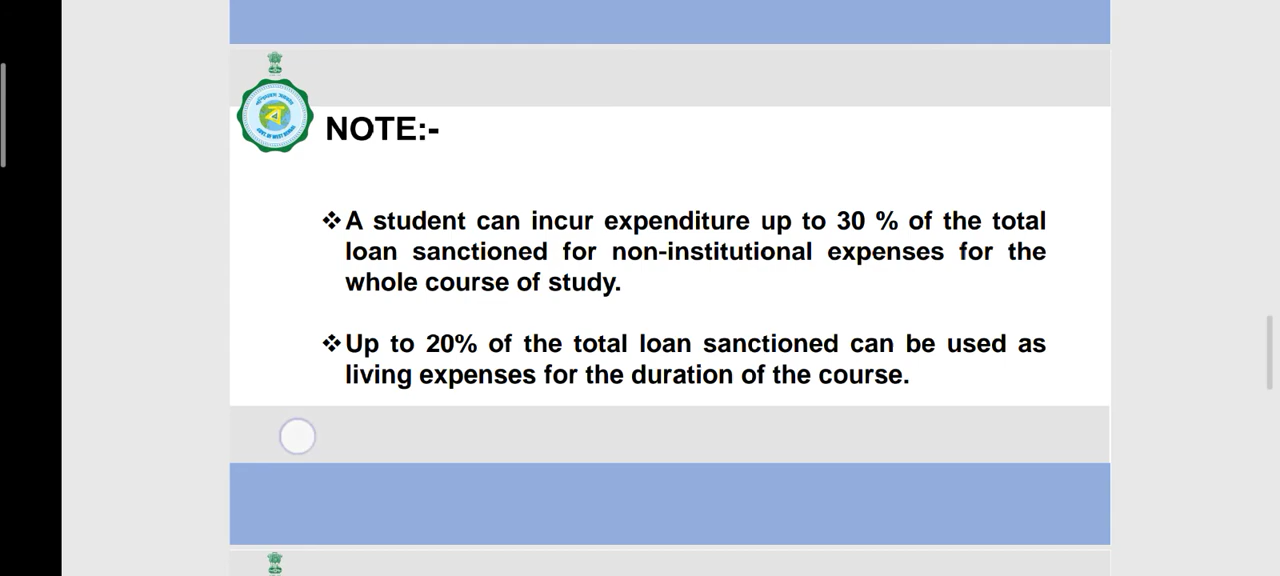 NOTE:-
❖A student can incur expenditure up to 30 % of the total
loan sanctioned for non-institutional expenses for the
whole course of study.
❖Up to 20% of the total loan sanctioned can be used as
living expenses for the duration of the course.